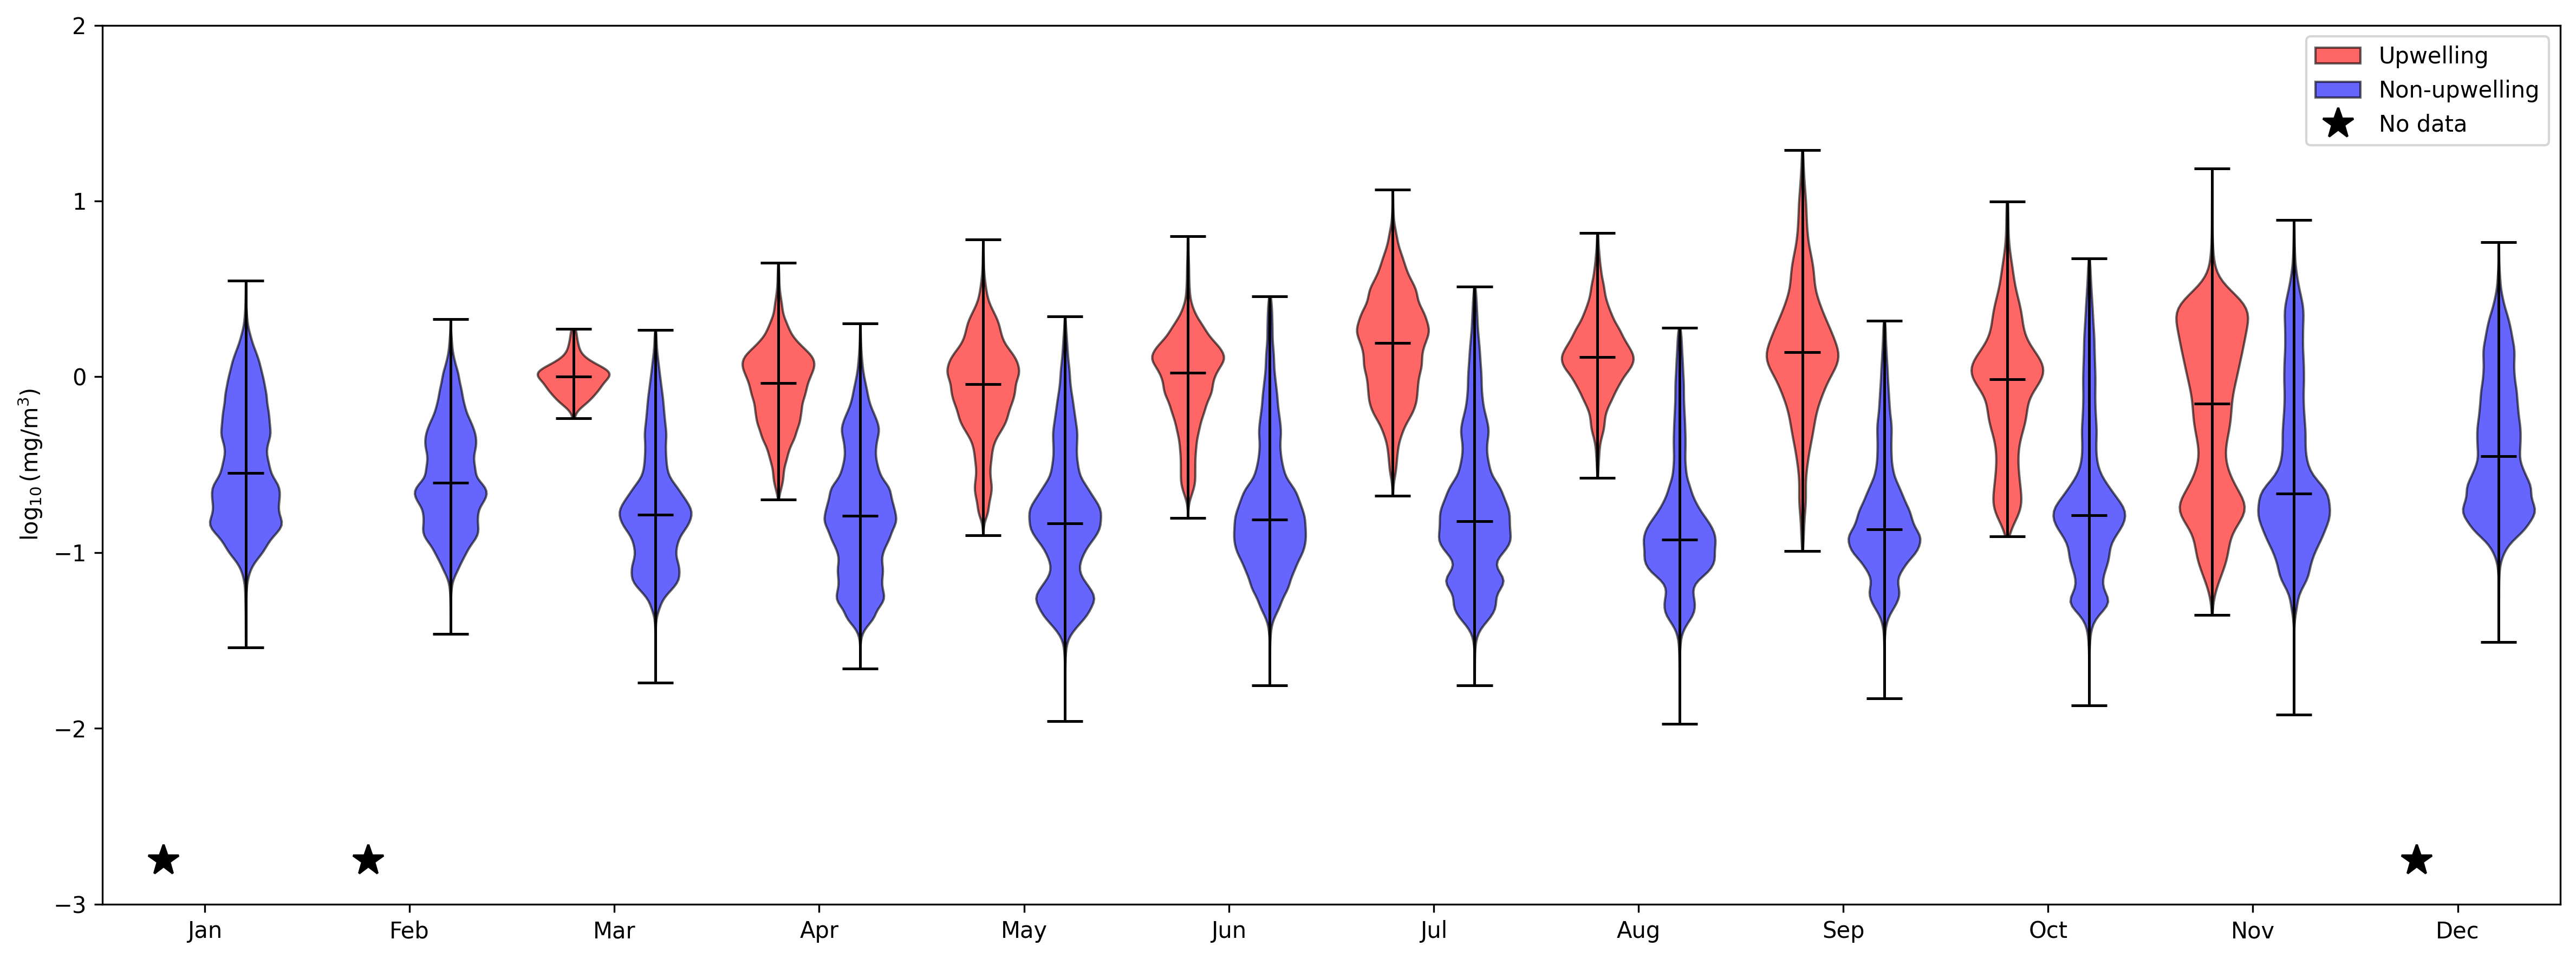 2
1
0
−1
−2
−3
log₁₀ (mg/m³)
Upwelling
Non-upwelling
No data
Jan Feb Mar Apr May Jun Jul Aug Sep Oct Nov Dec